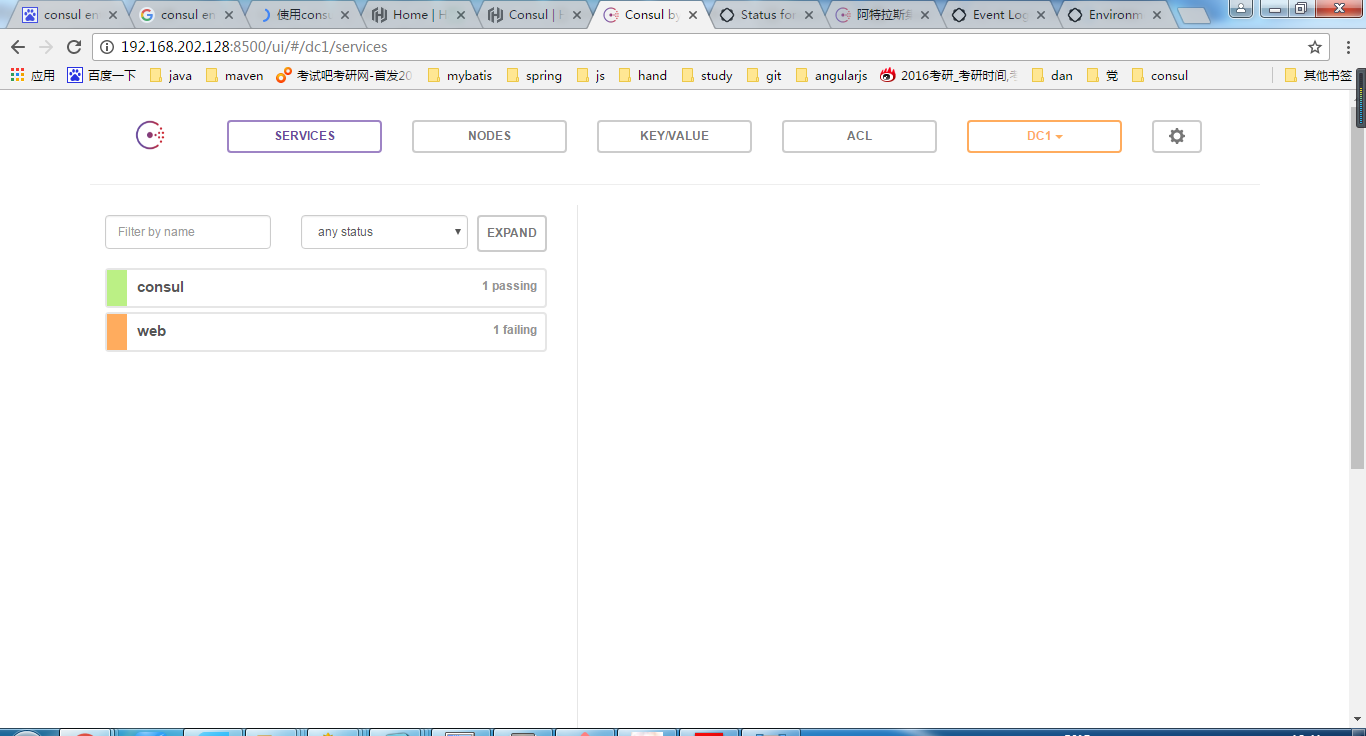 consul en
consul en
使用consu
Home | H
Consul | H
Consul by
Status for
阿特拉斯集
Event Log
Environm
192.168.202.128:8500/ui/#/dc1/services
应用 百度一下 java maven 考试吧考研网-首发20 mybatis spring js hand study git angularjs 2016考研_考研时间,考 dan 党 consul 其他书签
SERVICES NODES KEY/VALUE ACL DC1
Filter by name any status EXPAND
consul 1 passing
web 1 failing